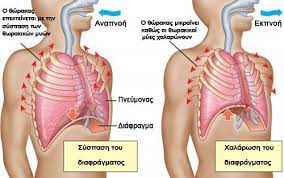 Ο θώρακας
επεκτείνεται με την
σύσπαση των
θωρακικών μυών
Αναπνοή
Πνεύμονας
Διάφραγμα
Σύσπαση του
διαφράγματος
Ο θώρακας μικραίνει
καθώς οι θωρακικοί
μύες χαλαρώνουν
Εκπνοή
Χαλάρωση του
διαφράγματος